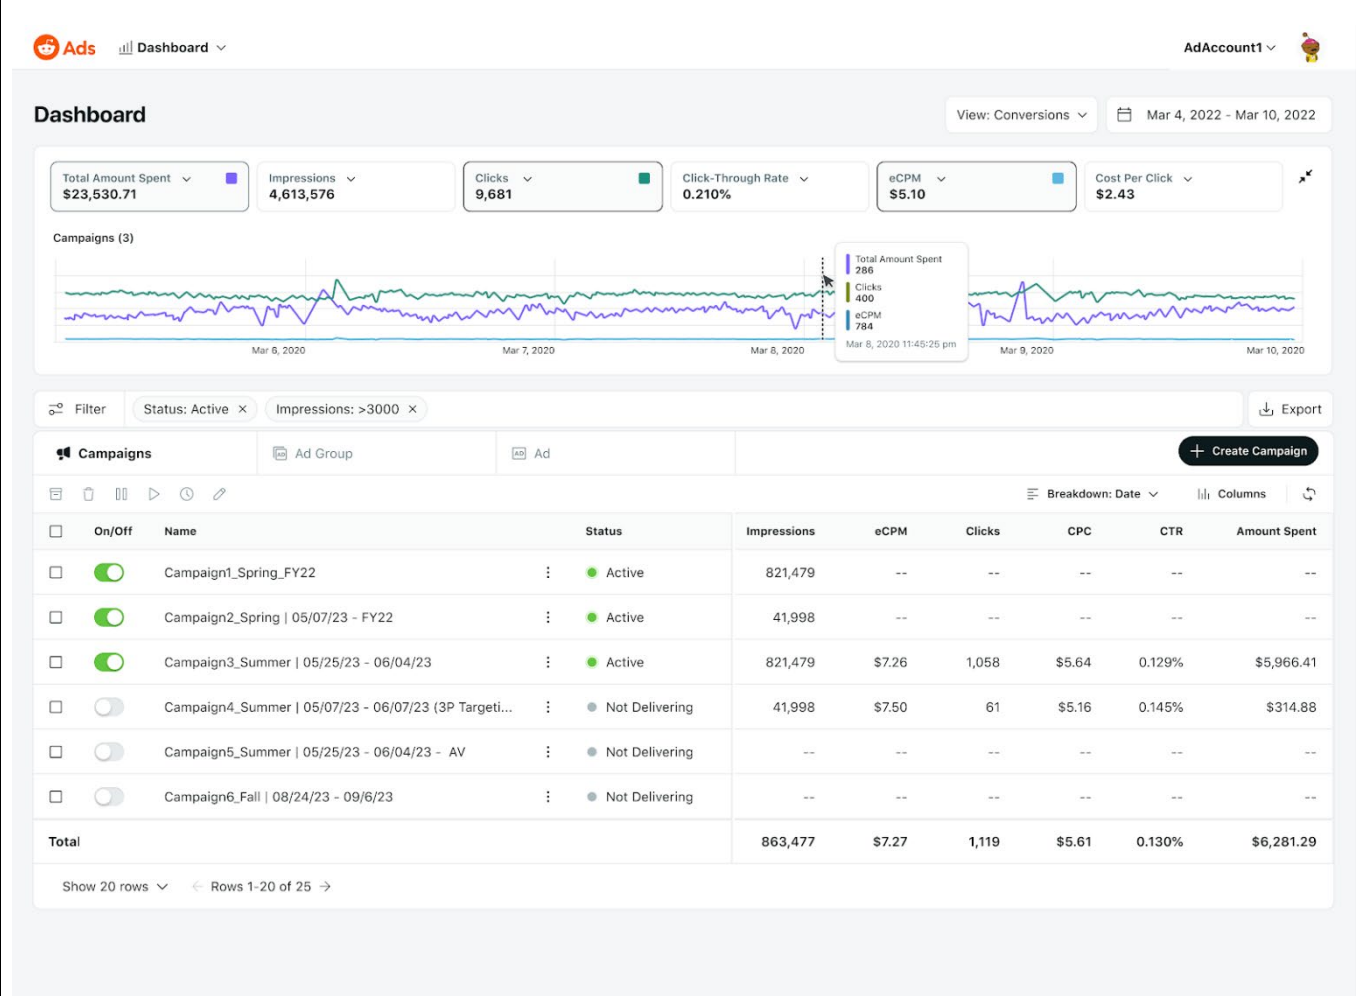 Ads Dashboard AdAccount1
Dashboard View: Conversions Mar 4, 2022 - Mar 10, 2022
Total Amount Spent Impressions Clicks Click-Through Rate eCPM Cost Per Click
$23,530.71 4,613,576 9,681 0.210% $5.10 $2.43
Campaigns (3)
Total Amount Spent
286
Clicks
400
eCPM
784
Mar 8, 2020 11:45:25 pm
Mar 6, 2020 Mar 7, 2020 Mar 8, 2020 Mar 9, 2020 Mar 10, 2020
Filter Status: Active × Impressions: >3000 × Export
Campaigns AD Ad Group AD Ad + Create Campaign
Breakdown: Date Columns
On/Off Name Status Impressions eCPM Clicks CPC CTR Amount Spent
Campaign1_Spring_FY22 Active 821,479 -- -- -- -- --
Campaign2_Spring | 05/07/23 - FY22 Active 41,998 -- -- -- -- --
Campaign3_Summer | 05/25/23 - 06/04/23 Active 821,479 $7.26 1,058 $5.64 0.129% $5,966.41
Campaign4_Summer | 05/07/23 - 06/07/23 (3P Targeti... Not Delivering 41,998 $7.50 61 $5.16 0.145% $314.88
Campaign5_Summer | 05/25/23 - 06/04/23 - AV Not Delivering -- -- -- -- -- --
Campaign6_Fall | 08/24/23 - 09/6/23 Not Delivering -- -- -- -- -- --
Total 863,477 $7.27 1,119 $5.61 0.130% $6,281.29
Show 20 rows ← Rows 1-20 of 25 →